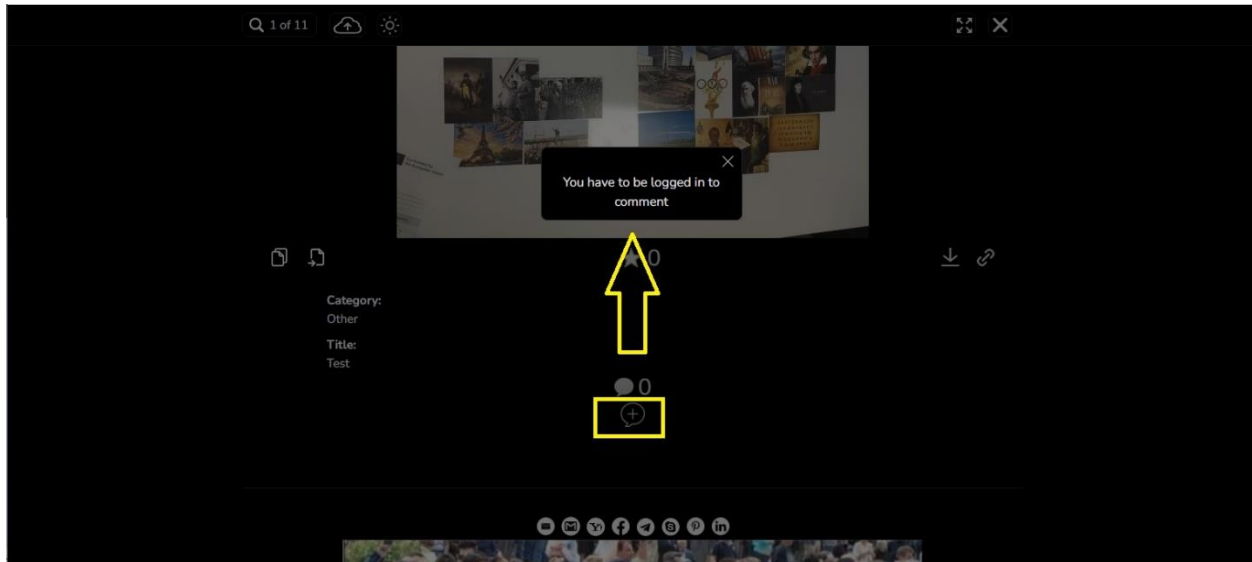 1 of 11
You have to be logged in to
comment
0
Category:
Other
Title:
Test
0